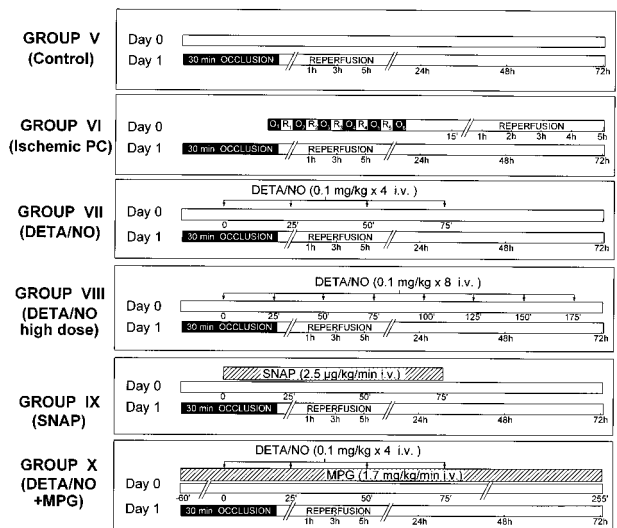 GROUP V
(Control)
Day 0
Day 1
30 min OCCLUSION
REPERFUSION
1h 3h 5h 24h 48h 72h
GROUP VI
(Ischemic PC)
Day 0
O1 R1 O2 R2 O3 R3 O4 R4 O5 R5 O6
REPERFUSION
15' 1h 2h 3h 4h 5h
Day 1
30 min OCCLUSION
REPERFUSION
1h 3h 5h 24h 48h 72h
GROUP VII
(DETA/NO)
DETA/NO (0.1 mg/kg x 4 i.v.)
Day 0
0 25' 50' 75'
Day 1
30 min OCCLUSION
REPERFUSION
1h 3h 5h 24h 48h 72h
GROUP VIII
(DETA/NO
high dose)
DETA/NO (0.1 mg/kg x 8 i.v.)
Day 0
0 25' 50' 75' 100' 125' 150' 175'
Day 1
30 min OCCLUSION
REPERFUSION
1h 3h 5h 24h 48h 72h
GROUP IX
(SNAP)
SNAP (2.5 µg/kg/min i.v.)
Day 0
0 25' 50' 75'
Day 1
30 min OCCLUSION
REPERFUSION
1h 3h 5h 24h 48h 72h
GROUP X
(DETA/NO
+MPG)
DETA/NO (0.1 mg/kg x 4 i.v.)
MPG (1.7 mg/kg/min i.v.)
Day 0
-60' 0 25' 50' 75' 255'
Day 1
30 min OCCLUSION
REPERFUSION
1h 3h 5h 24h 48h 72h